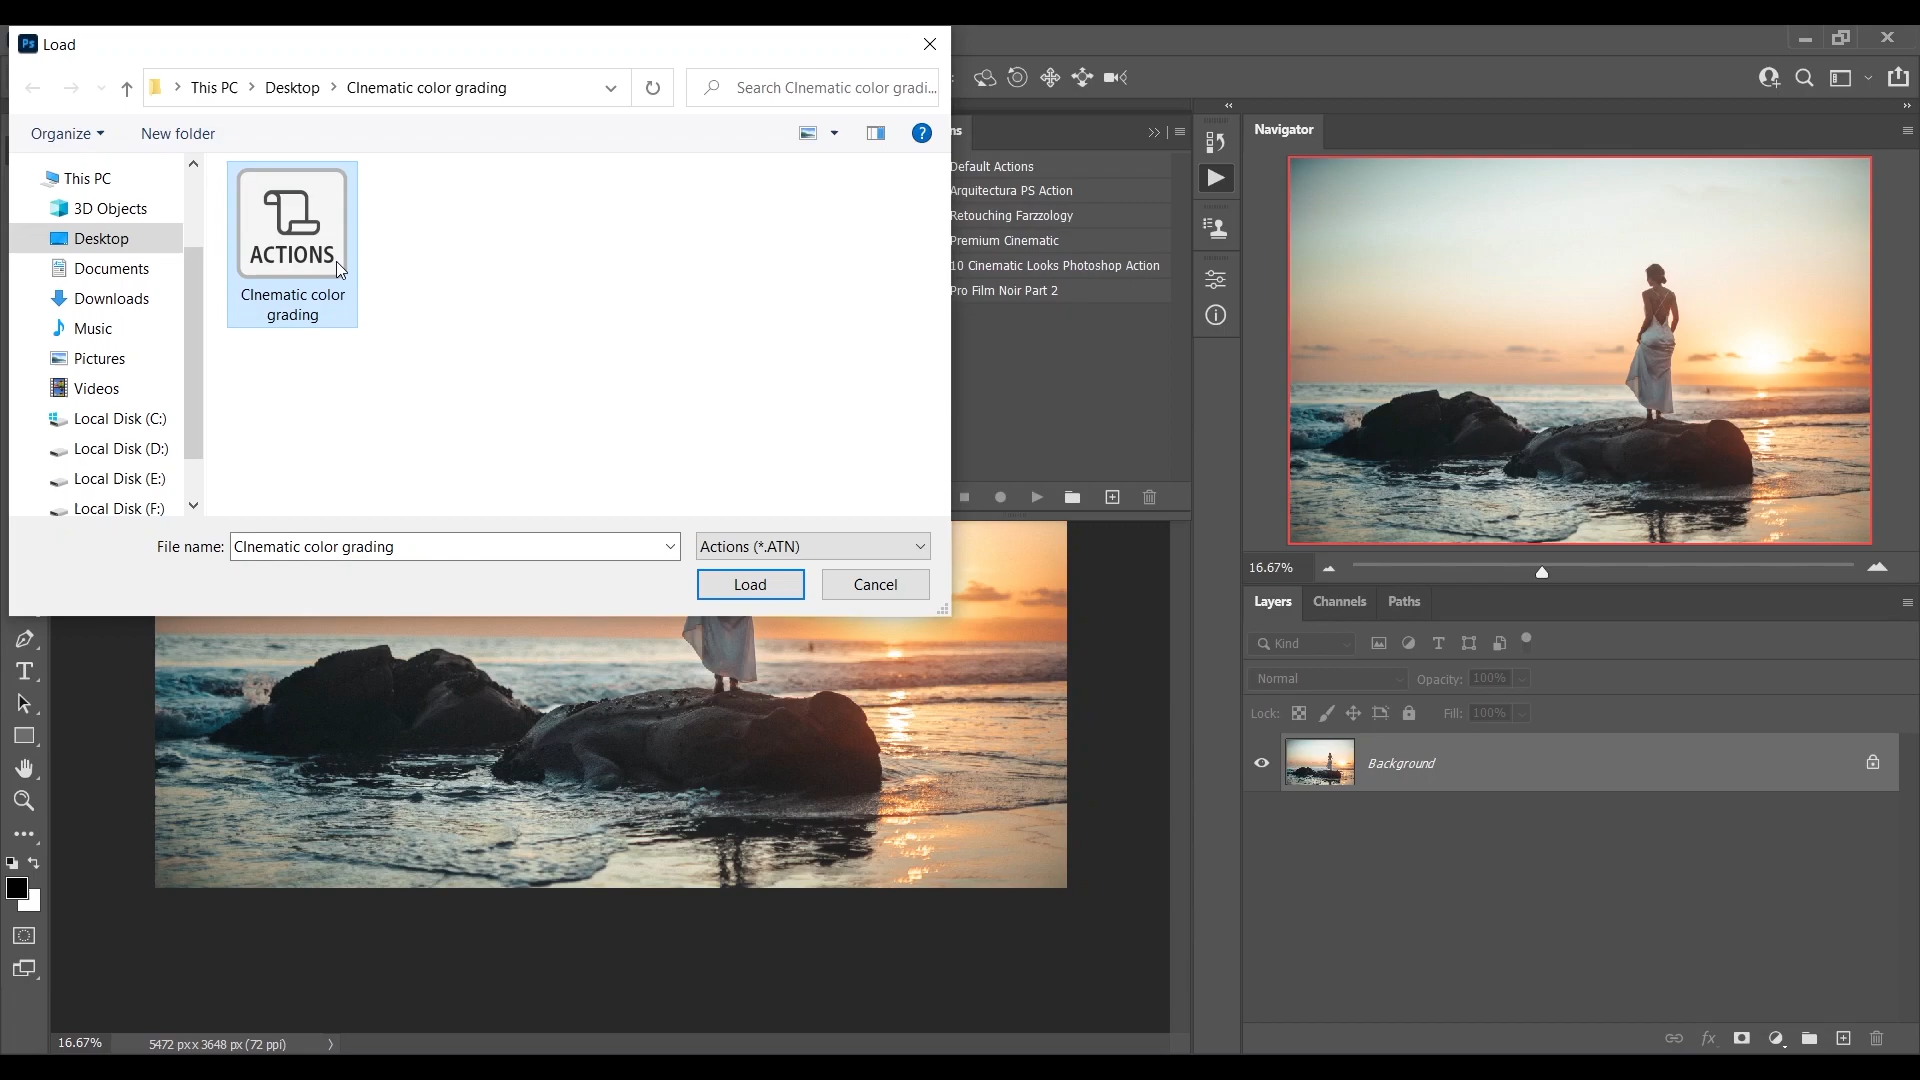 Ps Load
This PC Desktop CInematic color grading
Search CInematic color gradi...
Organize
New folder
?
This PC
3D Objects
Desktop
Documents
Downloads
Music
Pictures
Videos
Local Disk (C:)
Local Disk (D:)
Local Disk (E:)
Local Disk (F:)
ACTIONS
CInematic color
grading
File name: CInematic color grading
Actions (*.ATN)
Load
Cancel
ns
Default Actions
Arquitectura PS Action
Retouching Farzzology
Premium Cinematic
10 Cinematic Looks Photoshop Action
Pro Film Noir Part 2
Navigator
16.67%
Layers Channels Paths
Kind
Normal Opacity: 100%
Lock: Fill: 100%
Background
fx
16.67% 5472 px x 3648 px (72 ppi)